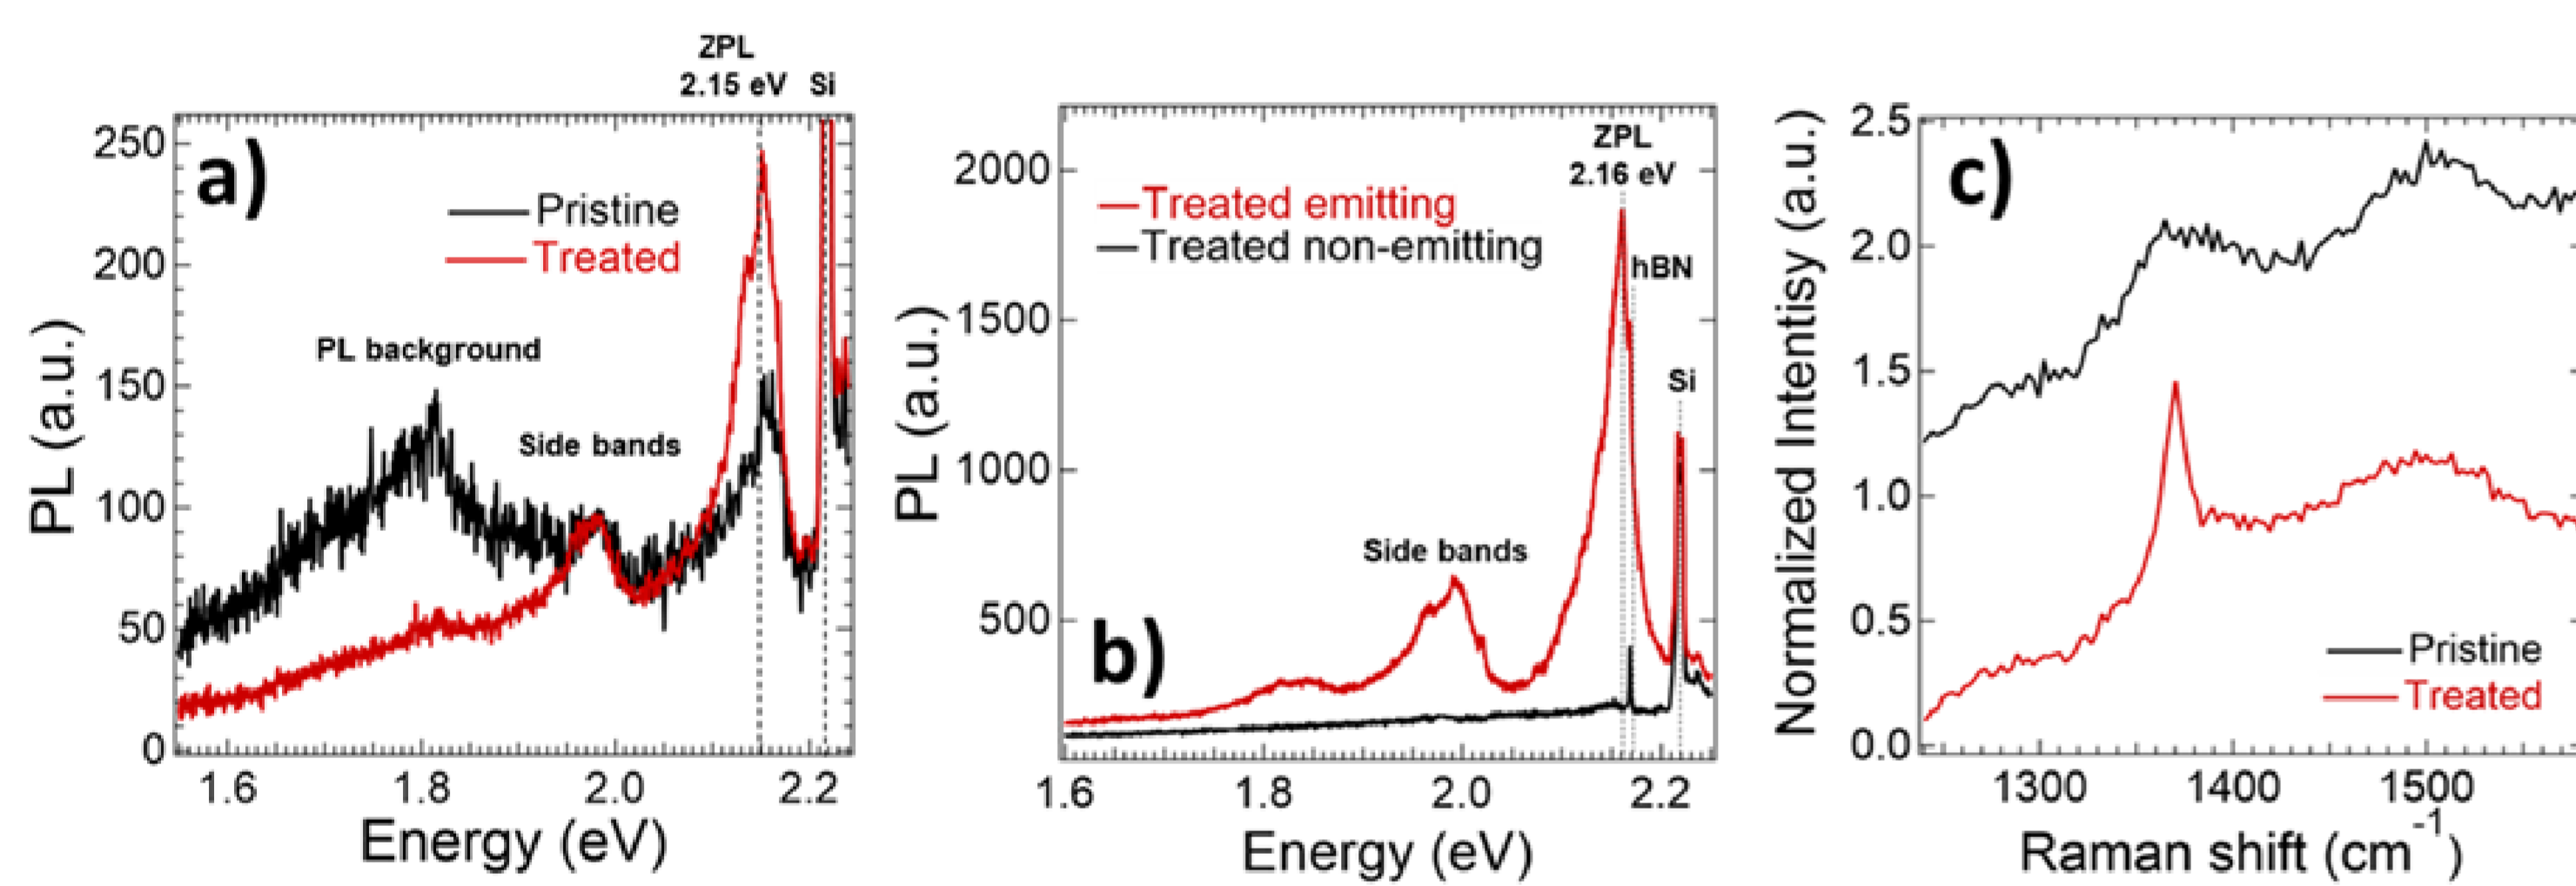 ZPL
2.15 eV Si
a)
Pristine
Treated
PL background
Side bands
250
200
150
100
50
0
PL (a.u.)
1.6 1.8 2.0 2.2
Energy (eV)
ZPL
2.16 eV
Treated emitting
Treated non-emitting
hBN
Si
Side bands
b)
2000
1500
1000
500
PL (a.u.)
1.6 1.8 2.0 2.2
Energy (eV)
c)
2.5
2.0
1.5
1.0
0.5
0.0
Normalized Intentisy (a.u.)
Pristine
Treated
1300 1400 1500
Raman shift (cm⁻¹)